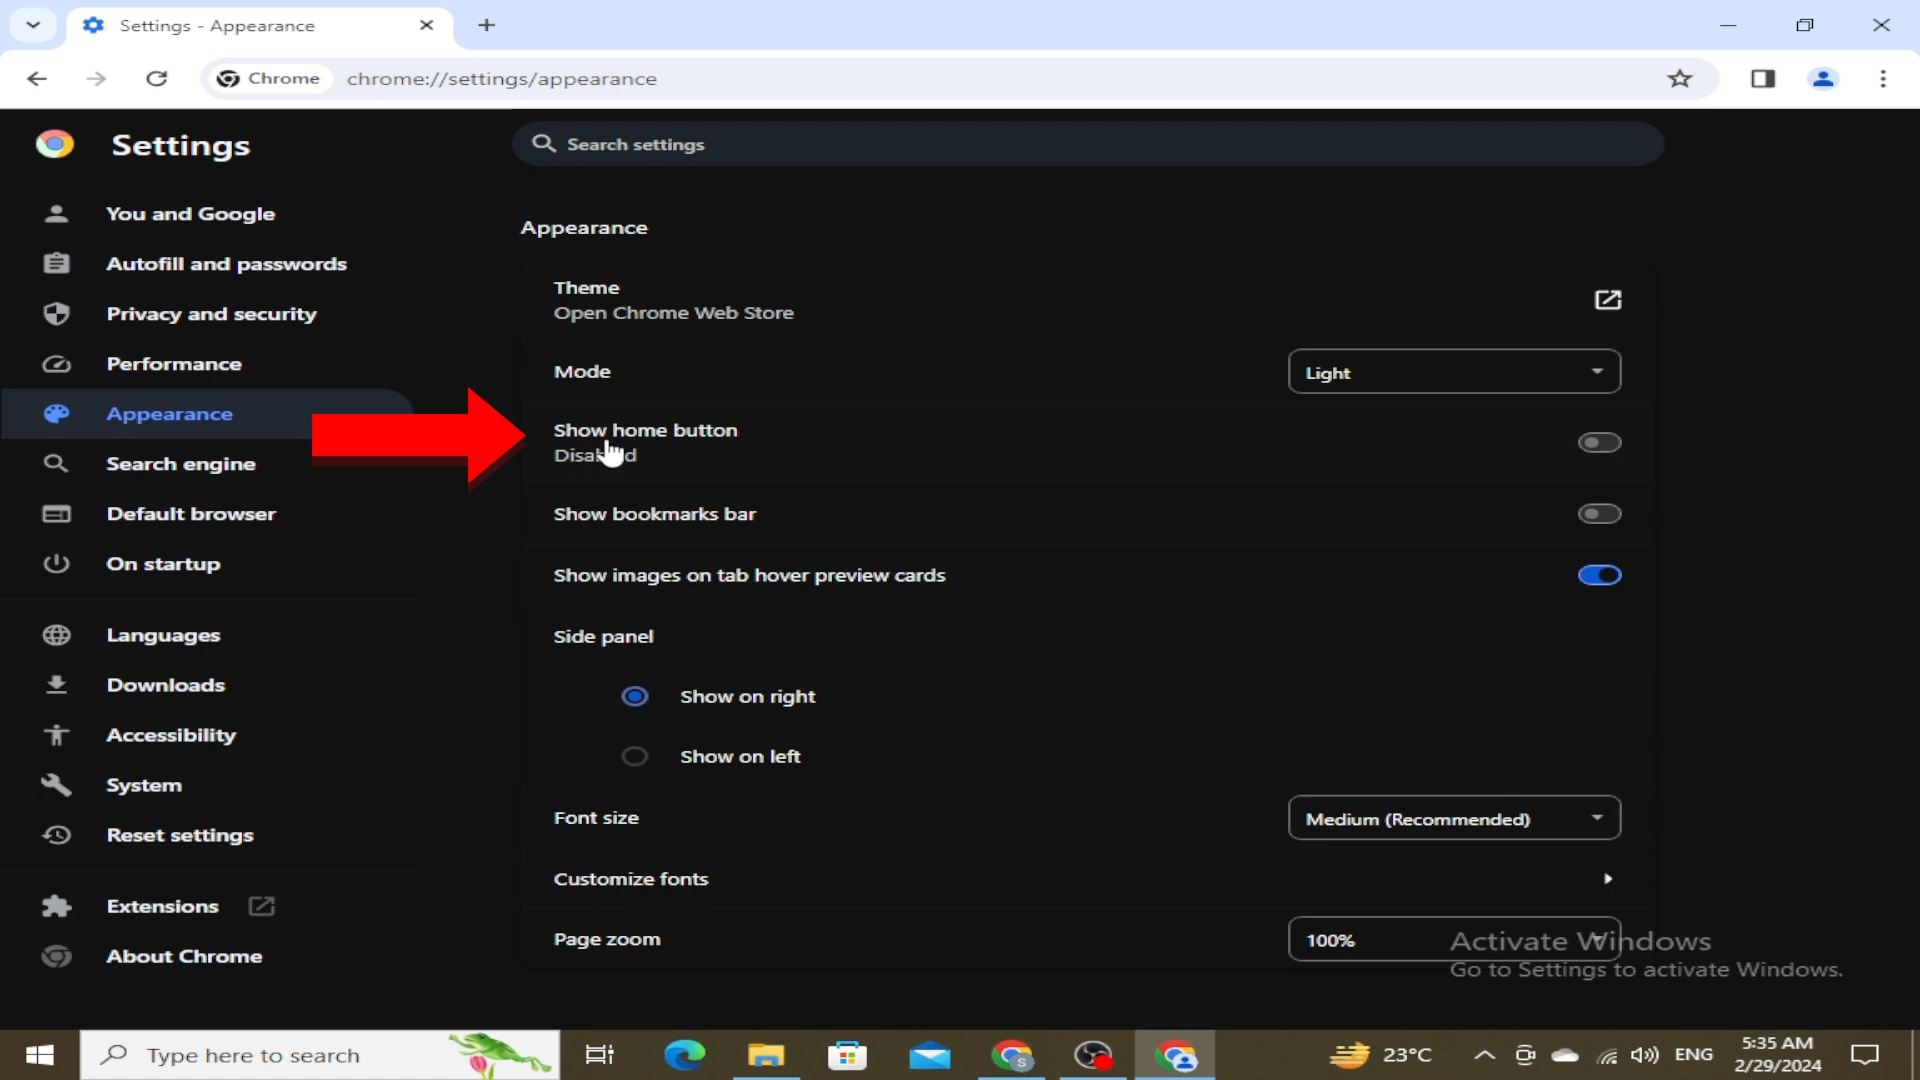 Settings - Appearance
Chrome
chrome://settings/appearance
Settings
Search settings
You and Google
Autofill and passwords
Privacy and security
Performance
Appearance
Search engine
Default browser
On startup
Languages
Downloads
Accessibility
System
Reset settings
Extensions
About Chrome
Appearance
Theme
Open Chrome Web Store
Mode
Light
Show home button
Disabled
Show bookmarks bar
Show images on tab hover preview cards
Side panel
Show on right
Show on left
Font size
Medium (Recommended)
Customize fonts
Page zoom
100%
Activate Windows
Go to Settings to activate Windows.
Type here to search
S
23°C
ENG
5:35 AM
2/29/2024